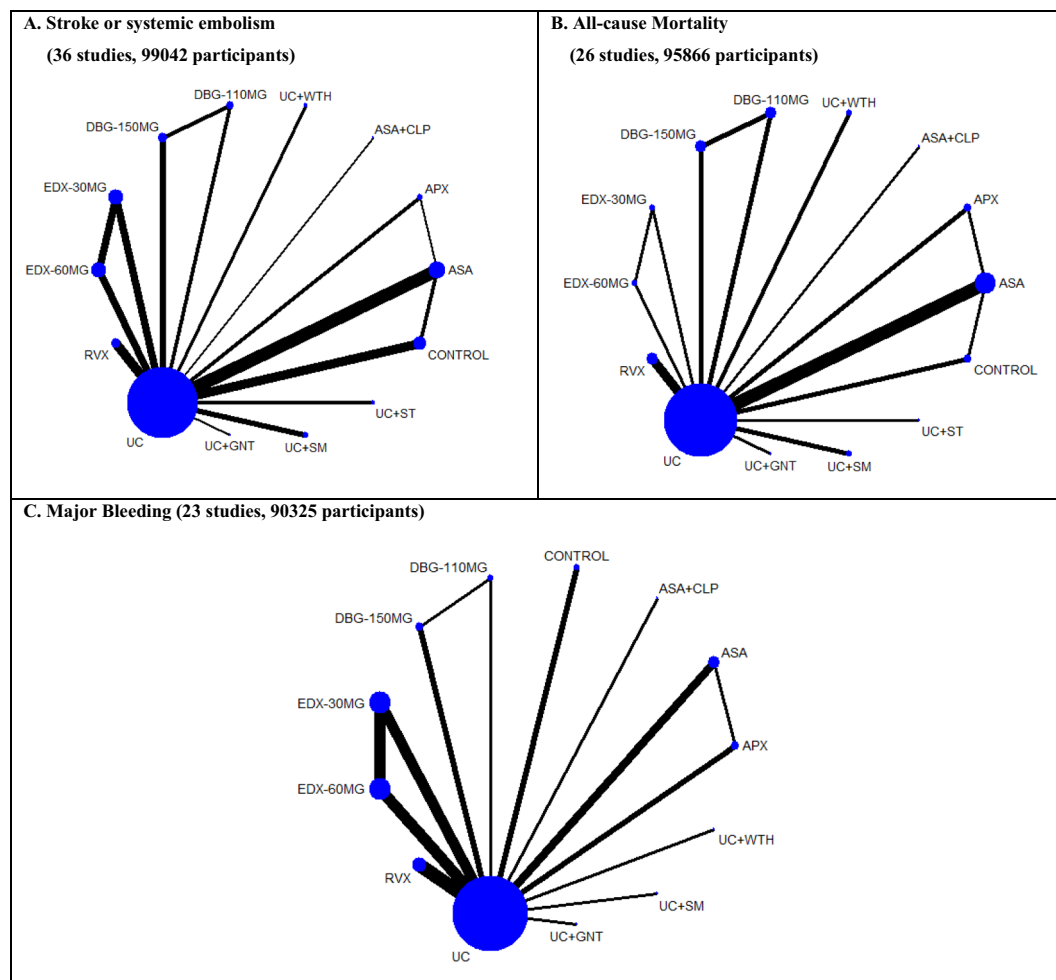 A. Stroke or systemic embolism
(36 studies, 99042 participants)
DBG-110MG
UC+WTH
DBG-150MG
ASA+CLP
EDX-30MG
APX
EDX-60MG
ASA
RVX
CONTROL
UC
UC+ST
UC+GNT
UC+SM
B. All-cause Mortality
(26 studies, 95866 participants)
DBG-110MG
UC+WTH
DBG-150MG
ASA+CLP
EDX-30MG
APX
EDX-60MG
ASA
RVX
CONTROL
UC
UC+ST
UC+GNT
UC+SM
C. Major Bleeding (23 studies, 90325 participants)
CONTROL
DBG-110MG
ASA+CLP
DBG-150MG
ASA
EDX-30MG
APX
EDX-60MG
UC+WTH
RVX
UC+SM
UC+GNT
UC